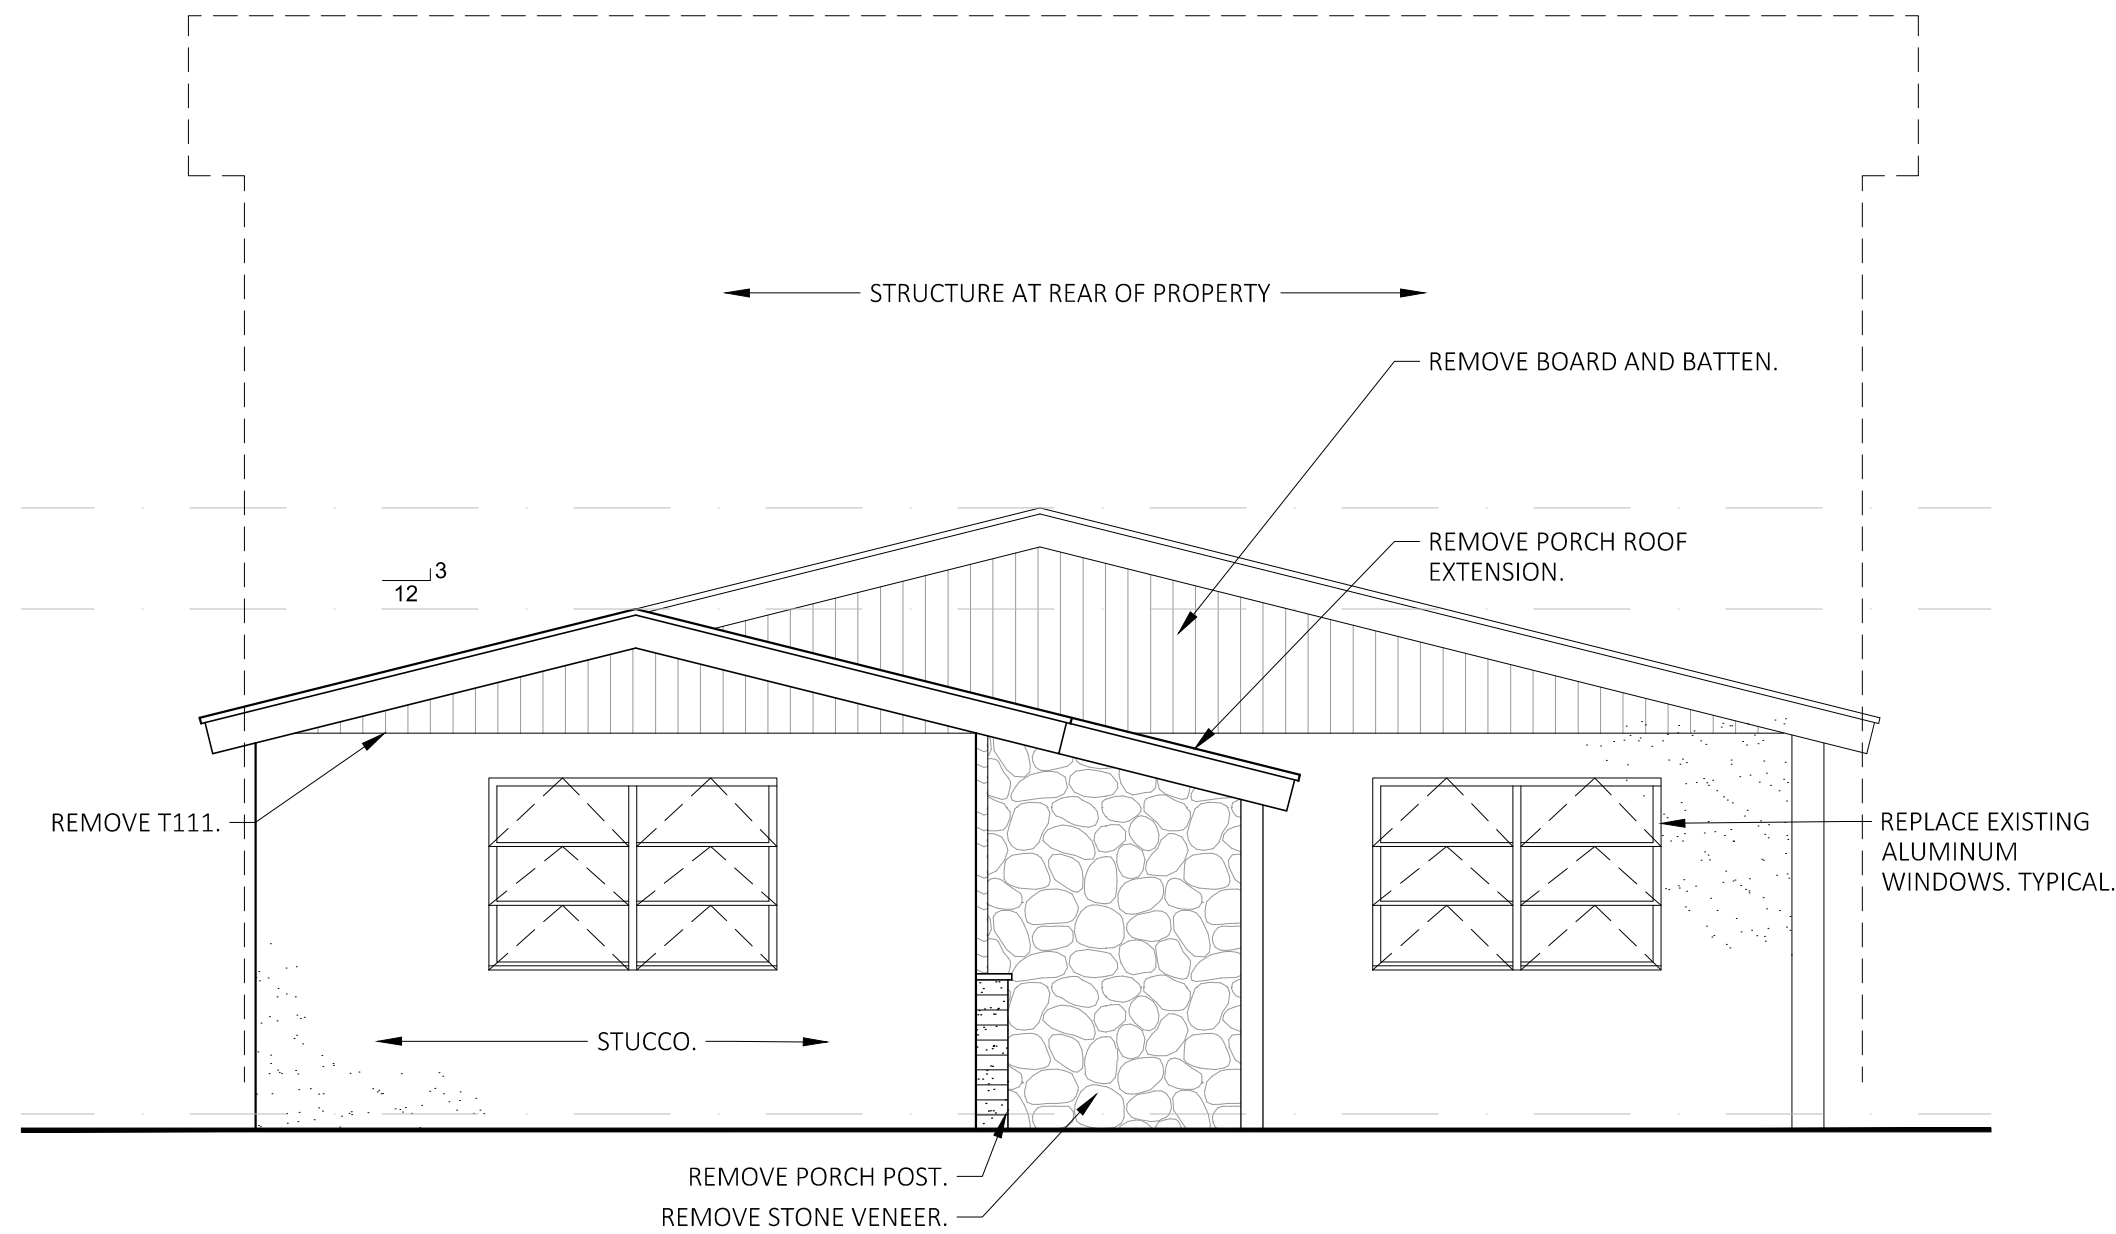 STRUCTURE AT REAR OF PROPERTY
REMOVE BOARD AND BATTEN.
REMOVE PORCH ROOF
EXTENSION.
3
12
REMOVE T111.
REPLACE EXISTING
ALUMINUM
WINDOWS. TYPICAL.
STUCCO.
REMOVE PORCH POST.
REMOVE STONE VENEER.